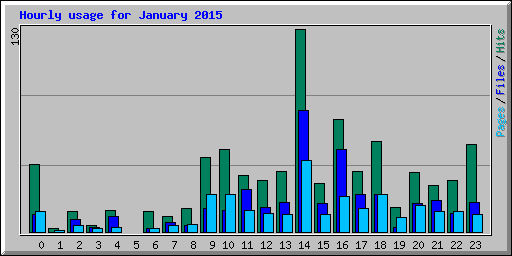 Hourly usage for January 2015
130
Pages / Files / Hits
0 1 2 3 4 5 6 7 8 9 10 11 12 13 14 15 16 17 18 19 20 21 22 23